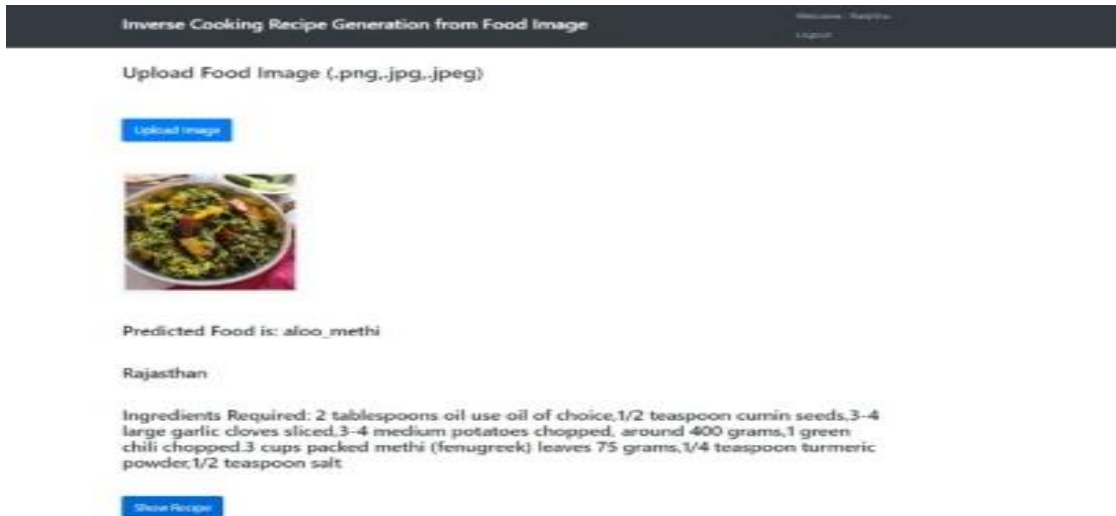 Inverse Cooking Recipe Generation from Food Image
Logout
Upload Food Image (.png,.jpg,.jpeg)
Upload Image
Predicted Food is: aloo_methi
Rajasthan
Ingredients Required: 2 tablespoons oil use oil of choice,1/2 teaspoon cumin seeds,3-4
large garlic cloves sliced,3-4 medium potatoes chopped, around 400 grams,1 green
chili chopped.3 cups packed methi (fenugreek) leaves 75 grams,1/4 teaspoon turmeric
powder,1/2 teaspoon salt
Show Recipe